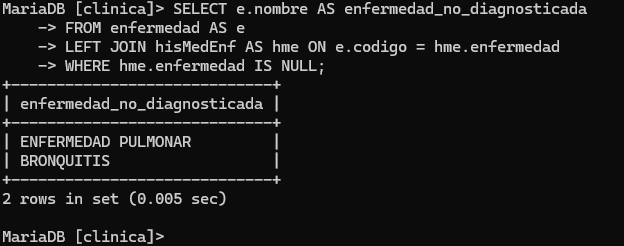 MariaDB [clinica]> SELECT e.nombre AS enfermedad_no_diagnosticada
    -> FROM enfermedad AS e
    -> LEFT JOIN hisMedEnf AS hme ON e.codigo = hme.enfermedad
    -> WHERE hme.enfermedad IS NULL;
+----------------------------+
| enfermedad_no_diagnosticada |
+----------------------------+
| ENFERMEDAD PULMONAR         |
| BRONQUITIS                  |
+----------------------------+
2 rows in set (0.005 sec)
MariaDB [clinica]>